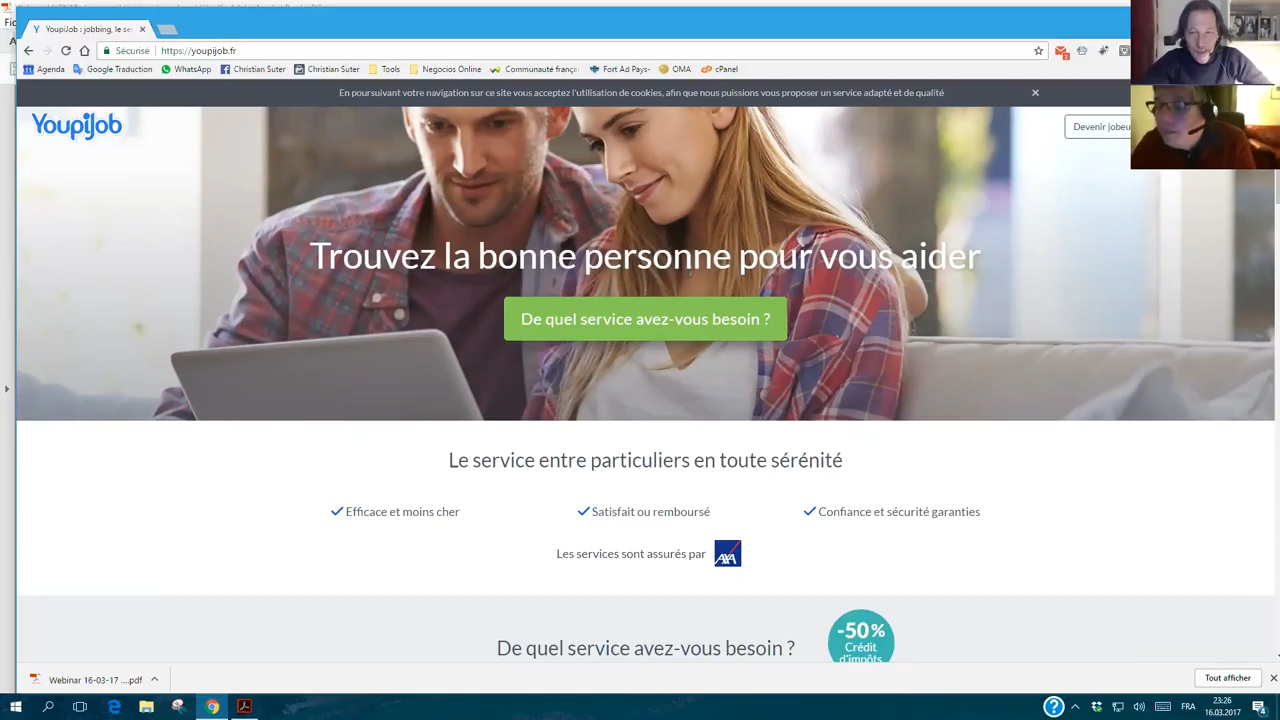 YoupiJob : jobbing, le se
Sécurisé
https://youpijob.fr
Agenda
Google Traduction
WhatsApp
Christian Suter
Christian Suter
Tools
Negocios Online
Communauté franç
Fort Ad Pays-
OMA
cPanel
En poursuivant votre navigation sur ce site vous acceptez l'utilisation de cookies, afin que nous puissions vous proposer un service adapté et de qualité
YoupiJob
Devenir jobeu
Trouvez la bonne personne pour vous aider
De quel service avez-vous besoin ?
Le service entre particuliers en toute sérénité
Efficace et moins cher
Satisfait ou remboursé
Confiance et sécurité garanties
Les services sont assurés par
AXA
De quel service avez-vous besoin ?
-50%
Crédit
d'impôts
Webinar 16-03-17 ....pdf
Tout afficher
FRA
23:26
16.03.2017